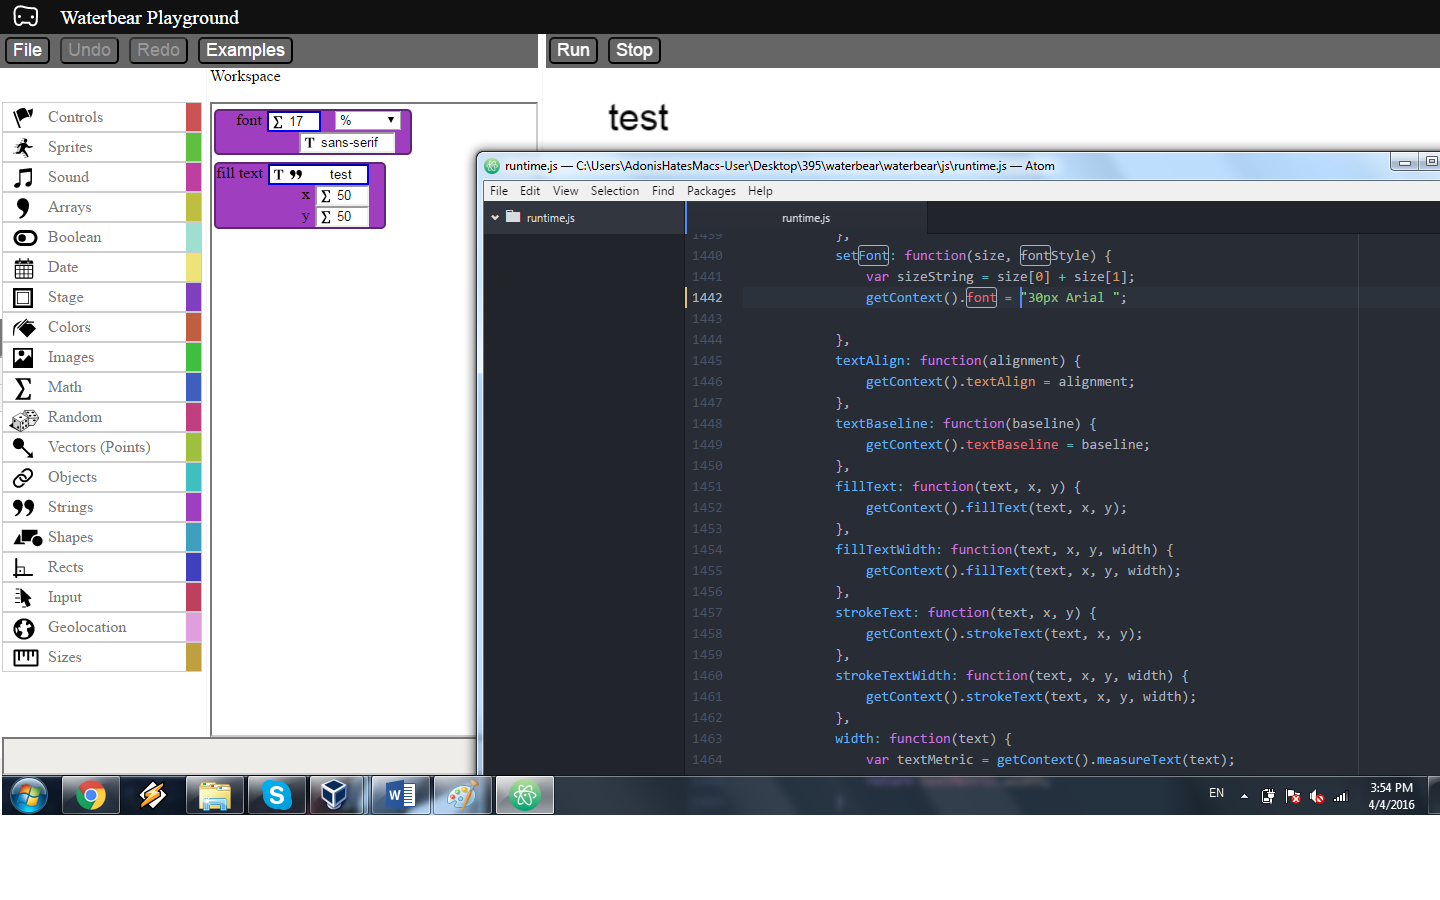 Waterbear Playground
File Undo Redo Examples Run Stop
Workspace
Controls
Sprites
Sound
Arrays
Boolean
Date
Stage
Colors
Images
Math
Random
Vectors (Points)
Objects
Strings
Shapes
Rects
Input
Geolocation
Sizes
font Σ 17 %
T sans-serif
fill text T test
x Σ 50
y Σ 50
test
runtime.js — C:\Users\AdonisHatesMacs-User\Desktop\395\waterbear\waterbear\js\runtime.js — Atom
File Edit View Selection Find Packages Help
runtime.js
runtime.js
1439 },
1440 setFont: function(size, fontStyle) {
1441 var sizeString = size[0] + size[1];
1442 getContext().font = "30px Arial ";
1443
1444 },
1445 textAlign: function(alignment) {
1446 getContext().textAlign = alignment;
1447 },
1448 textBaseline: function(baseline) {
1449 getContext().textBaseline = baseline;
1450 },
1451 fillText: function(text, x, y) {
1452 getContext().fillText(text, x, y);
1453 },
1454 fillTextWidth: function(text, x, y, width) {
1455 getContext().fillText(text, x, y, width);
1456 },
1457 strokeText: function(text, x, y) {
1458 getContext().strokeText(text, x, y);
1459 },
1460 strokeTextWidth: function(text, x, y, width) {
1461 getContext().strokeText(text, x, y, width);
1462 },
1463 width: function(text) {
1464 var textMetric = getContext().measureText(text);
EN
3:54 PM
4/4/2016